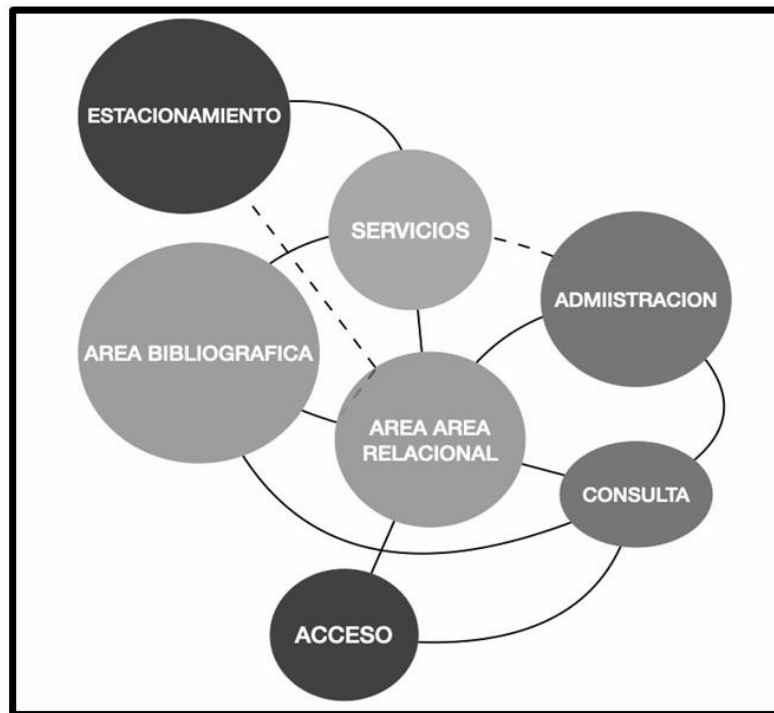 ESTACIONAMIENTO
SERVICIOS
ADMIISTRACION
AREA BIBLIOGRAFICA
AREA AREA
RELACIONAL
CONSULTA
ACCESO